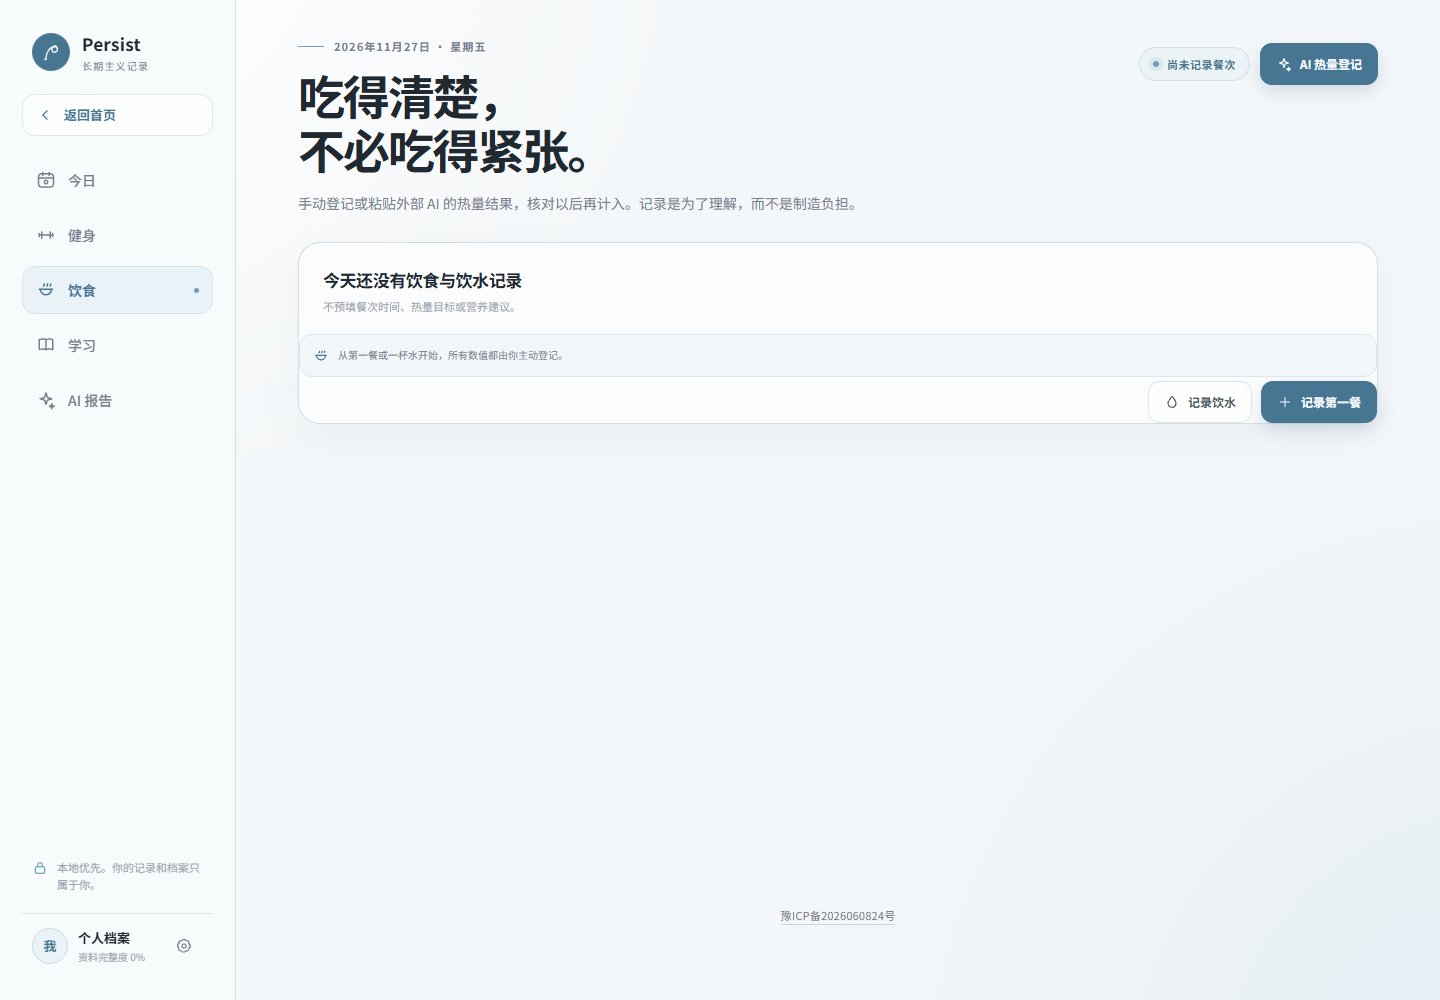 Persist
长期主义记录
返回首页
今日
健身
饮食
学习
AI 报告
本地优先。你的记录和档案只
属于你。
我
个人档案
资料完整度 0%
2026年11月27日 · 星期五
吃得清楚，
不必吃得紧张。
手动登记或粘贴外部 AI 的热量结果，核对以后再计入。记录是为了理解，而不是制造负担。
尚未记录餐次
AI 热量登记
今天还没有饮食与饮水记录
不预填餐次时间、热量目标或营养建议。
从第一餐或一杯水开始，所有数值都由你主动登记。
记录饮水
记录第一餐
豫ICP备2026060824号